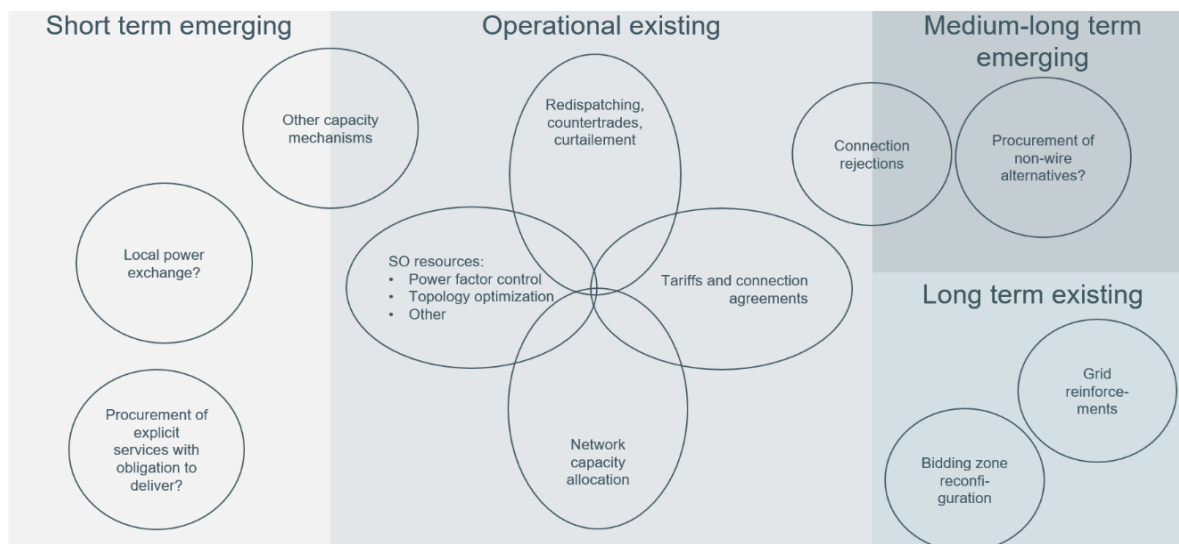 Short term emerging
Operational existing
Medium-long term
emerging
Other capacity
mechanisms
Redispatching,
countertrades,
curtailement
Connection
rejections
Procurement of
non-wire
alternatives?
Local power
exchange?
SO resources:
• Power factor control
• Topology optimization
• Other
Tariffs and connection
agreements
Long term existing
Grid
reinforce-
ments
Procurement of
explicit
services with
obligation to
deliver?
Network
capacity
allocation
Bidding zone
reconfi-
guration